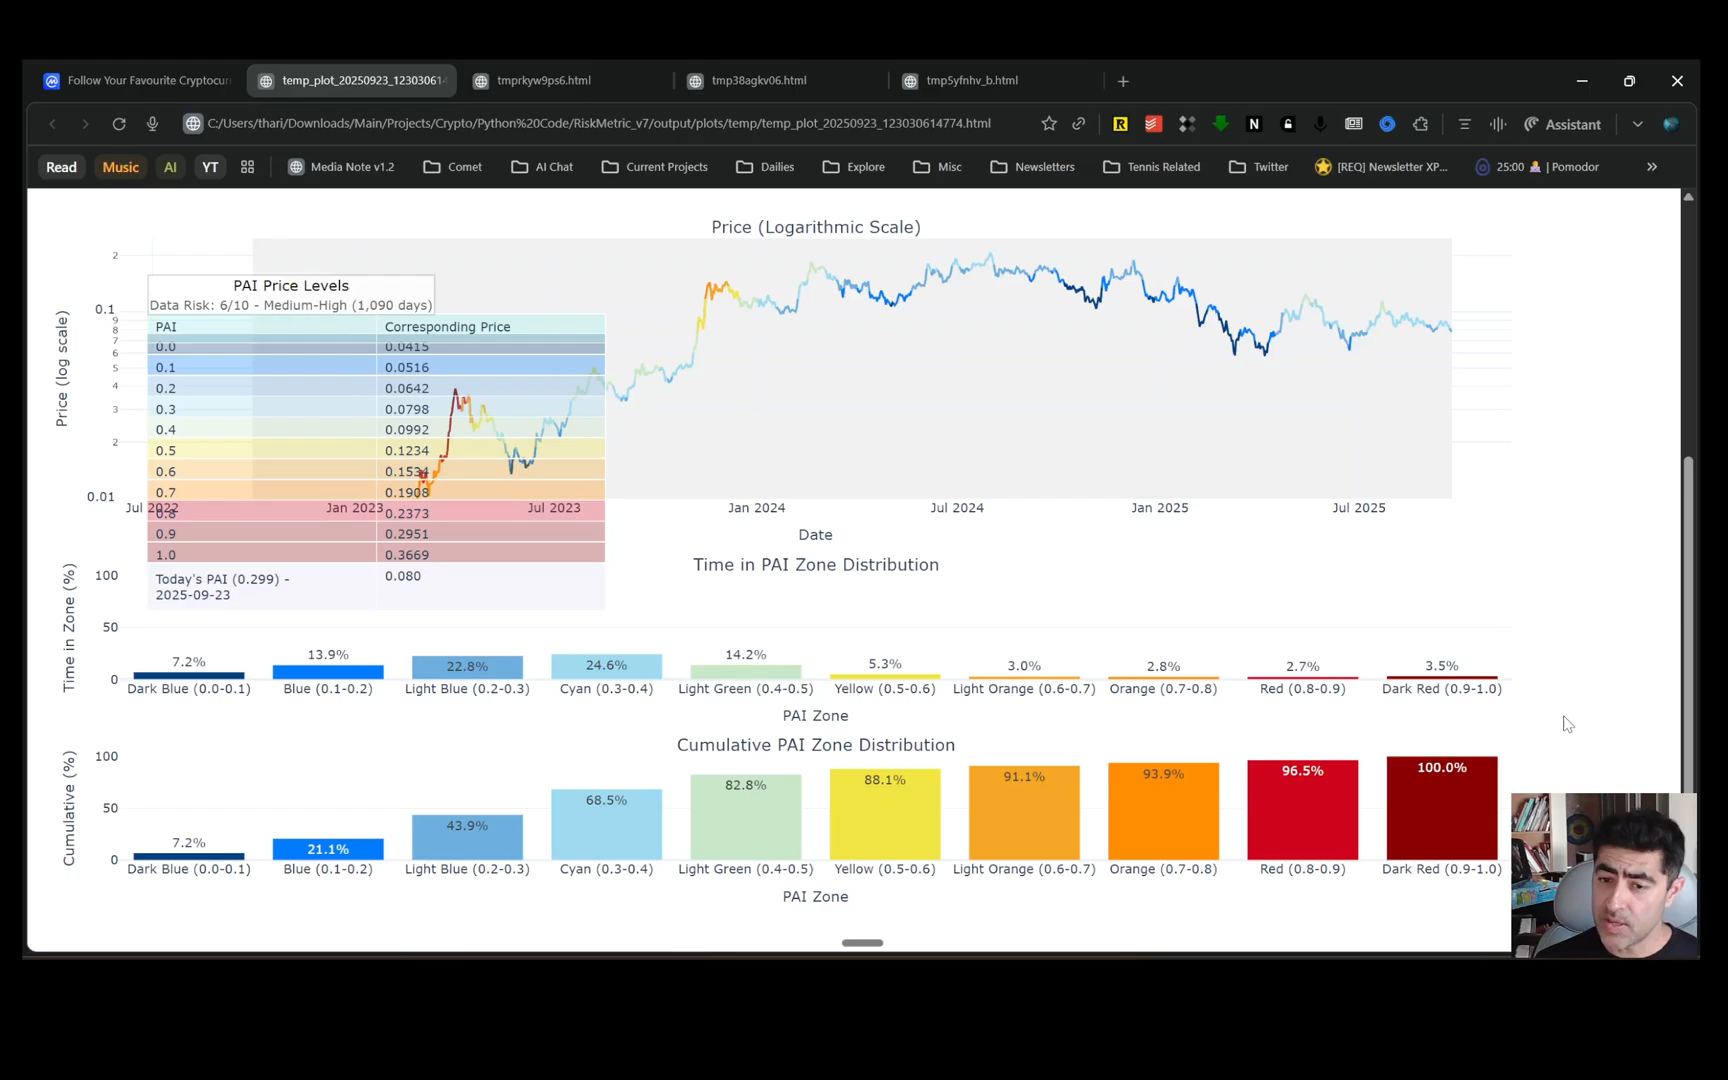 Follow Your Favourite Cryptocur
temp_plot_20250923_123030614
tmprkyw9ps6.html
tmp38agkv06.html
tmp5yfnhv_b.html
C:/Users/thari/Downloads/Main/Projects/Crypto/Python%20Code/RiskMetric_v7/output/plots/temp/temp_plot_20250923_123030614774.html
Assistant
Read
Music
AI
YT
Media Note v1.2
Comet
AI Chat
Current Projects
Dailies
Explore
Misc
Newsletters
Tennis Related
Twitter
[REQ] Newsletter XP...
25:00 | Pomodor
Price (Logarithmic Scale)
Price (log scale)
2
0.1
9
8
7
6
5
4
3
2
0.01
PAI Price Levels
Data Risk: 6/10 - Medium-High (1,090 days)
PAI Corresponding Price
0.0 0.0415
0.1 0.0516
0.2 0.0642
0.3 0.0798
0.4 0.0992
0.5 0.1234
0.6 0.1534
0.7 0.1908
0.8 0.2373
0.9 0.2951
1.0 0.3669
Today's PAI (0.299) - 0.080
2025-09-23
Jul 2022 Jan 2023 Jul 2023 Jan 2024 Jul 2024 Jan 2025 Jul 2025
Date
Time in PAI Zone Distribution
Time in Zone (%)
100
50
0
7.2% 13.9% 22.8% 24.6% 14.2% 5.3% 3.0% 2.8% 2.7% 3.5%
Dark Blue (0.0-0.1) Blue (0.1-0.2) Light Blue (0.2-0.3) Cyan (0.3-0.4) Light Green (0.4-0.5) Yellow (0.5-0.6) Light Orange (0.6-0.7) Orange (0.7-0.8) Red (0.8-0.9) Dark Red (0.9-1.0)
PAI Zone
Cumulative PAI Zone Distribution
Cumulative (%)
100
50
0
7.2% 21.1% 43.9% 68.5% 82.8% 88.1% 91.1% 93.9% 96.5% 100.0%
Dark Blue (0.0-0.1) Blue (0.1-0.2) Light Blue (0.2-0.3) Cyan (0.3-0.4) Light Green (0.4-0.5) Yellow (0.5-0.6) Light Orange (0.6-0.7) Orange (0.7-0.8) Red (0.8-0.9) Dark Red (0.9-1.0)
PAI Zone